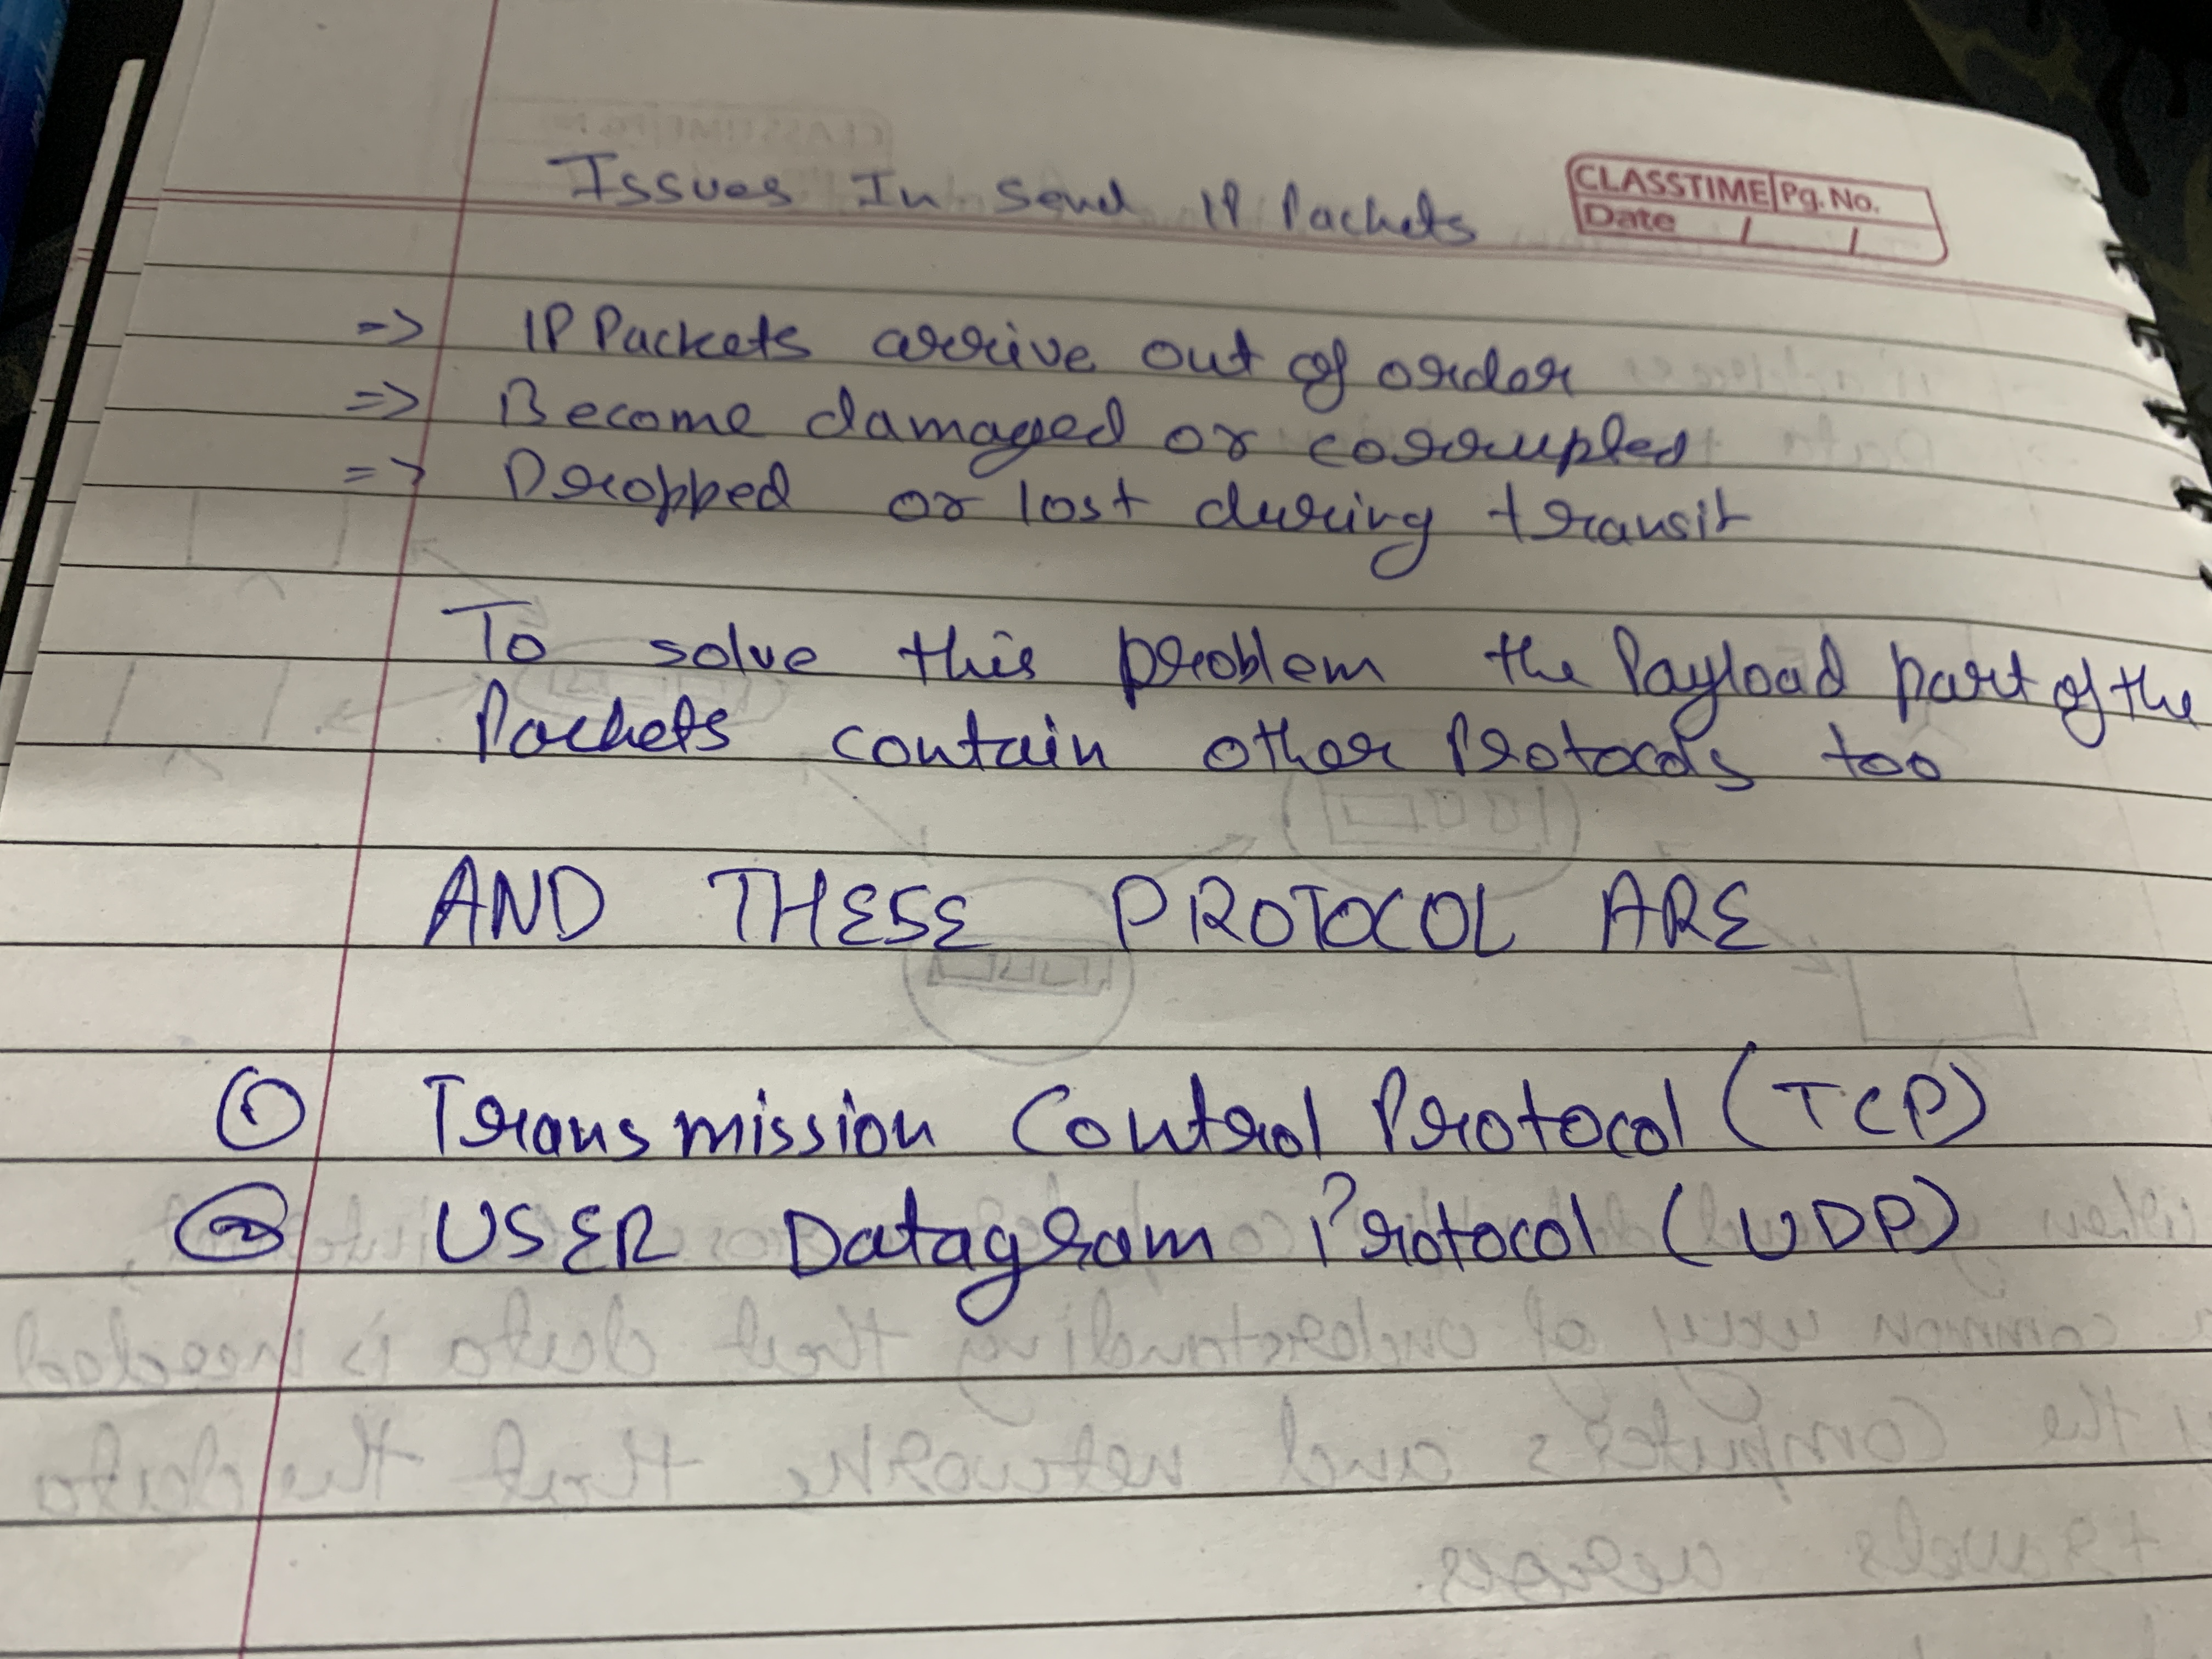 CLASSTIME Pg. No.
Date / /
Issues In send IP Packets
=> IP Packets arrive out of order
=> Become damaged or corrupted
=> Dropped or lost during transit
To solve this problem the Payload part of the
Packets contain other Protocols too
AND THESE PROTOCOL ARE
① Transmission Control Protocol (TCP)
② USER Datagram Protocol (UDP)